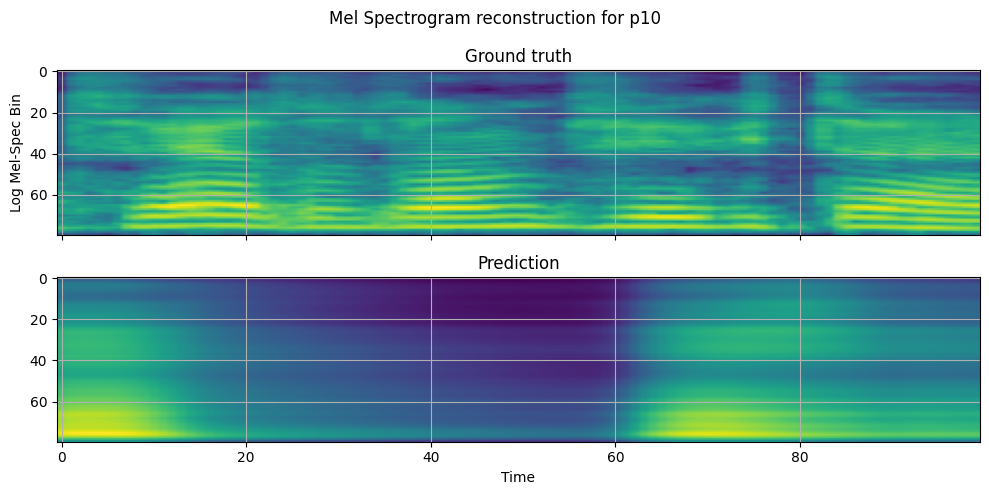 Mel Spectrogram reconstruction for p10
Ground truth
0
20
40
60
Log Mel-Spec Bin
Prediction
0
20
40
60
0 20 40 60 80
Time